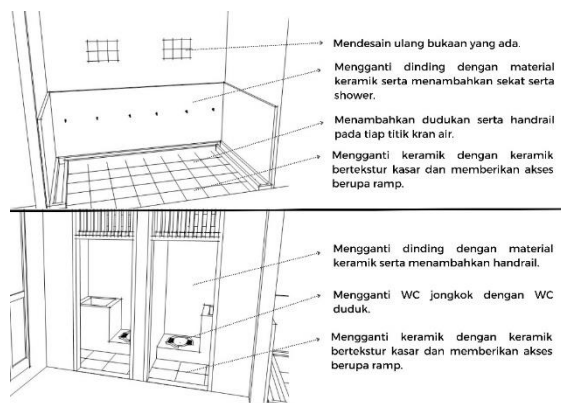 Mendesain ulang bukaan yang ada.
Mengganti dinding dengan material
keramik serta menambahkan sekat serta
shower.
Menambahkan dudukan serta handrail
pada tiap titik kran air.
Mengganti keramik dengan keramik
bertekstur kasar dan memberikan akses
berupa ramp.
Mengganti dinding dengan material
keramik serta menambahkan handrail.
Mengganti WC jongkok dengan WC
duduk.
Mengganti keramik dengan keramik
bertekstur kasar dan memberikan akses
berupa ramp.